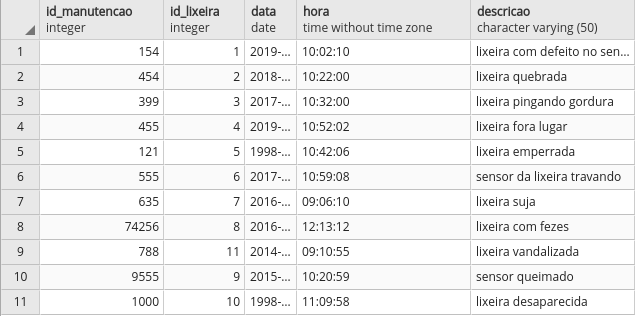 id_manutencao id_lixeira data hora descricao
integer integer date time without time zone character varying (50)
1 154 1 2019-... 10:02:10 lixeira com defeito no sen...
2 454 2 2018-... 10:22:00 lixeira quebrada
3 399 3 2017-... 10:32:00 lixeira pingando gordura
4 455 4 2019-... 10:52:02 lixeira fora lugar
5 121 5 1998-... 10:42:06 lixeira emperrada
6 555 6 2017-... 10:59:08 sensor da lixeira travando
7 635 7 2016-... 09:06:10 lixeira suja
8 74256 8 2016-... 12:13:12 lixeira com fezes
9 788 11 2014-... 09:10:55 lixeira vandalizada
10 9555 9 2015-... 10:20:59 sensor queimado
11 1000 10 1998-... 11:09:58 lixeira desaparecida